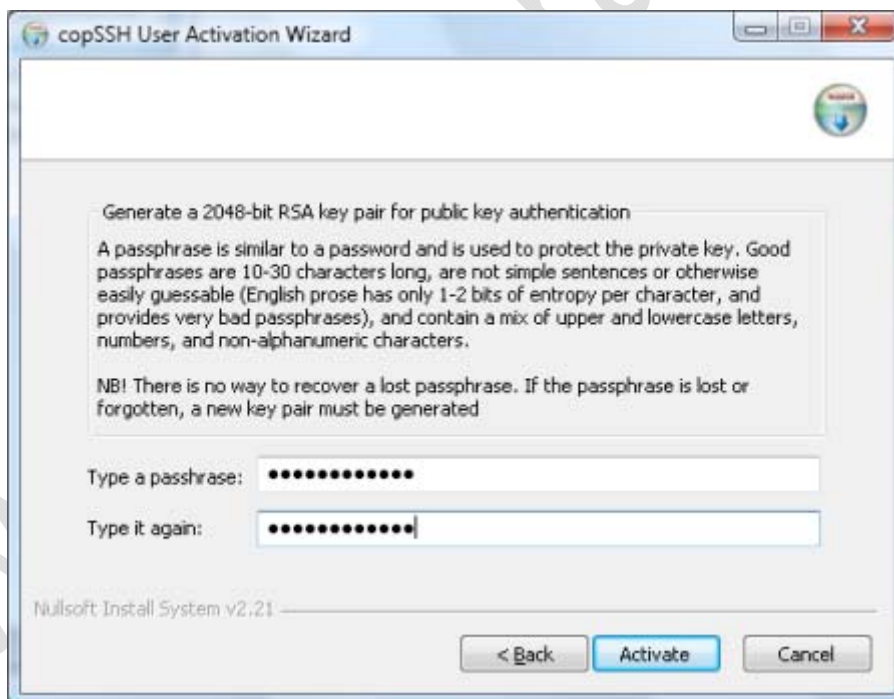 copSSH User Activation Wizard
Generate a 2048-bit RSA key pair for public key authentication
A passphrase is similar to a password and is used to protect the private key. Good
passphrases are 10-30 characters long, are not simple sentences or otherwise
easily guessable (English prose has only 1-2 bits of entropy per character, and
provides very bad passphrases), and contain a mix of upper and lowercase letters,
numbers, and non-alphanumeric characters.
NB! There is no way to recover a lost passphrase. If the passphrase is lost or
forgotten, a new key pair must be generated
Type a passhrase: ●●●●●●●●●●●●
Type it again: ●●●●●●●●●●●●
Nullsoft Install System v2.21
< Back Activate Cancel